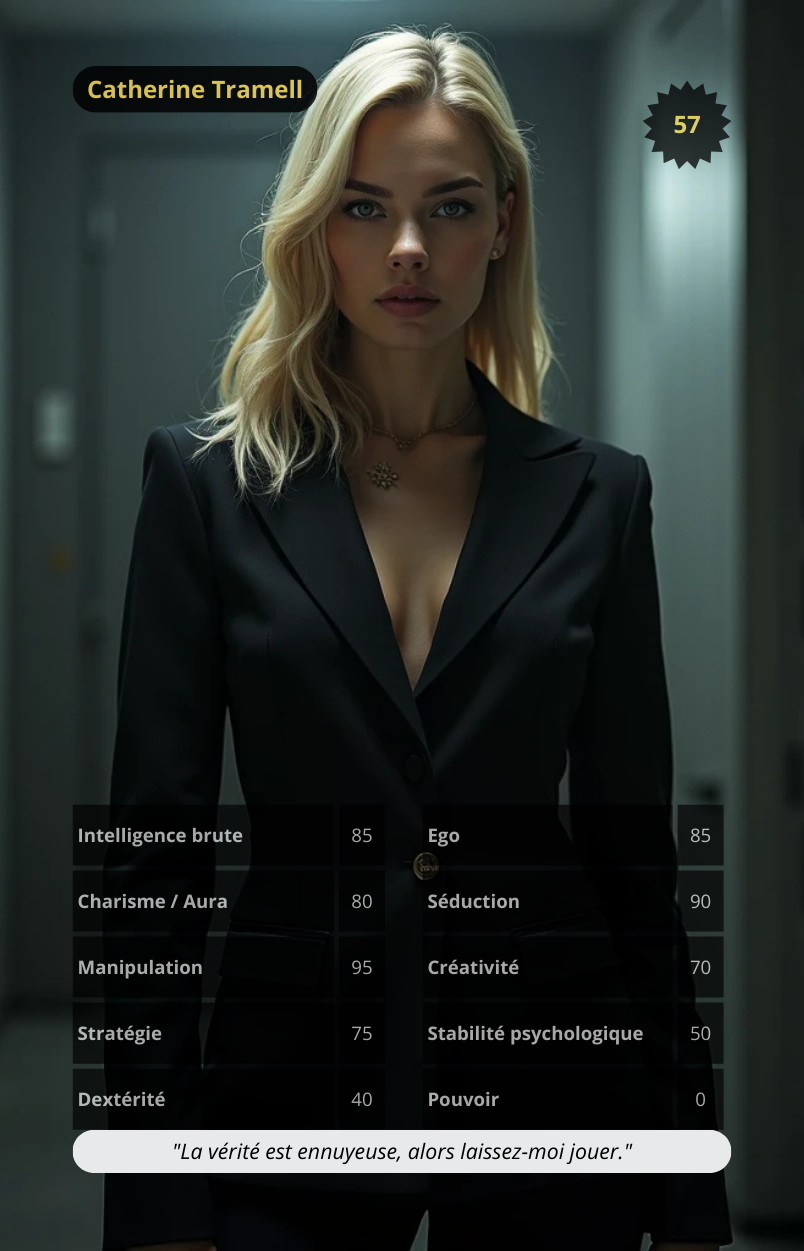 Catherine Tramell
57
Intelligence brute 85 Ego 85
Charisme / Aura 80 Séduction 90
Manipulation 95 Créativité 70
Stratégie 75 Stabilité psychologique 50
Dextérité 40 Pouvoir 0
"La vérité est ennuyeuse, alors laissez-moi jouer."